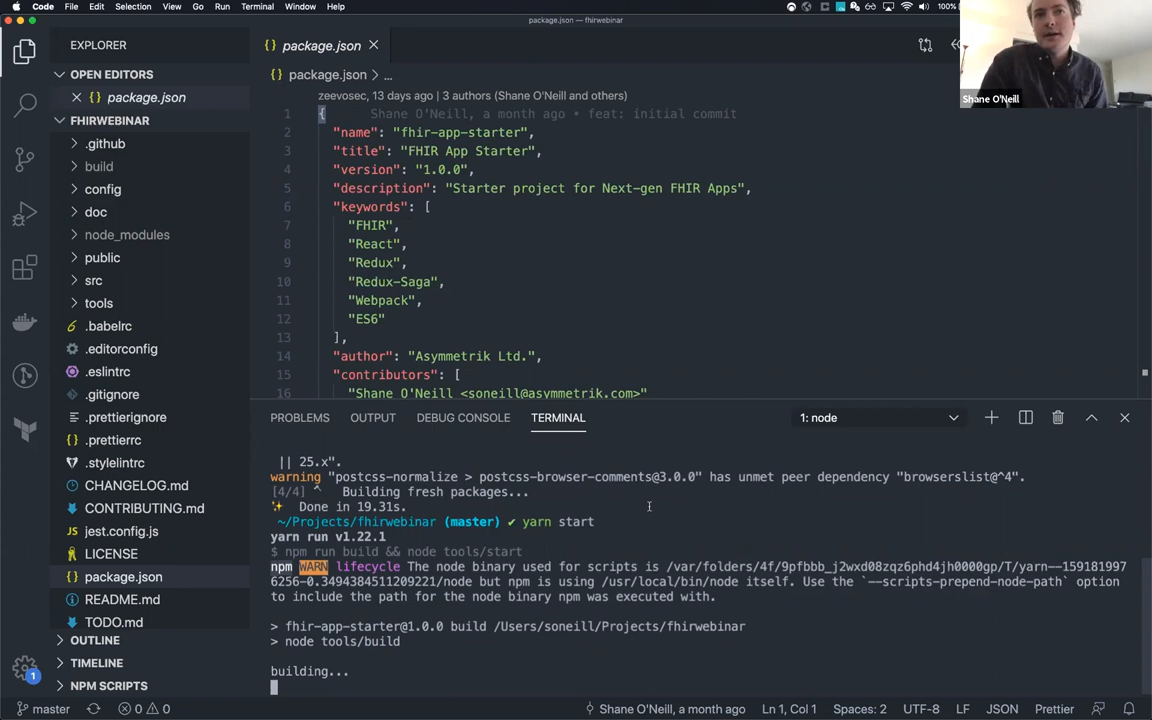 Code File Edit Selection View Go Run Terminal Window Help 100%
package.json — fhirwebinar
EXPLORER
package.json
package.json > ...
OPEN EDITORS
package.json
FHIRWEBINAR
.github
build
config
doc
node_modules
public
src
tools
.babelrc
.editorconfig
.eslintrc
.gitignore
.prettierignore
.prettierrc
.stylelintrc
CHANGELOG.md
CONTRIBUTING.md
jest.config.js
LICENSE
package.json
README.md
TODO.md
OUTLINE
TIMELINE
NPM SCRIPTS
zeevosec, 13 days ago | 3 authors (Shane O'Neill and others)
1 { Shane O'Neill, a month ago • feat: initial commit
2 "name": "fhir-app-starter",
3 "title": "FHIR App Starter",
4 "version": "1.0.0",
5 "description": "Starter project for Next-gen FHIR Apps",
6 "keywords": [
7 "FHIR",
8 "React",
9 "Redux",
10 "Redux-Saga",
11 "Webpack",
12 "ES6"
13 ],
14 "author": "Asymmetrik Ltd.",
15 "contributors": [
16 "Shane O'Neill <soneill@asymmetrik.com>"
Shane O'Neill
PROBLEMS OUTPUT DEBUG CONSOLE TERMINAL 1: node
|| 25.x".
warning "postcss-normalize > postcss-browser-comments@3.0.0" has unmet peer dependency "browserslist@^4".
[4/4] ^ Building fresh packages...
✨ Done in 19.31s.
~/Projects/fhirwebinar (master) ✔ yarn start
yarn run v1.22.1
$ npm run build && node tools/start
npm WARN lifecycle The node binary used for scripts is /var/folders/4f/9pfbbb_j2wxd08zqz6phd4jh0000gp/T/yarn--159181997
6256-0.3494384511209221/node but npm is using /usr/local/bin/node itself. Use the `--scripts-prepend-node-path` option
to include the path for the node binary npm was executed with.
> fhir-app-starter@1.0.0 build /Users/soneill/Projects/fhirwebinar
> node tools/build
building...
1
master 0 0 Shane O'Neill, a month ago Ln 1, Col 1 Spaces: 2 UTF-8 LF JSON Prettier